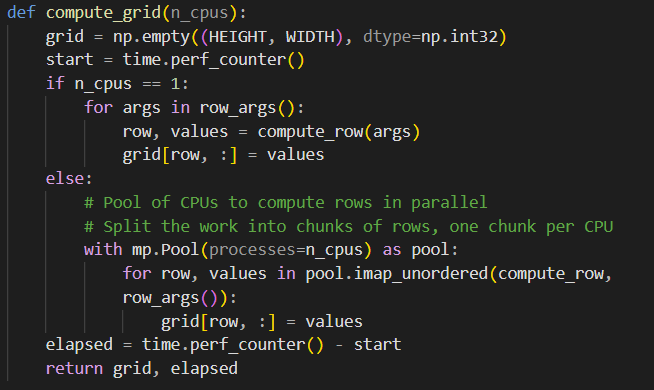 def compute_grid(n_cpus):
    grid = np.empty((HEIGHT, WIDTH), dtype=np.int32)
    start = time.perf_counter()
    if n_cpus == 1:
        for args in row_args():
            row, values = compute_row(args)
            grid[row, :] = values
    else:
        # Pool of CPUs to compute rows in parallel
        # Split the work into chunks of rows, one chunk per CPU
        with mp.Pool(processes=n_cpus) as pool:
            for row, values in pool.imap_unordered(compute_row,
            row_args()):
                grid[row, :] = values
    elapsed = time.perf_counter() - start
    return grid, elapsed